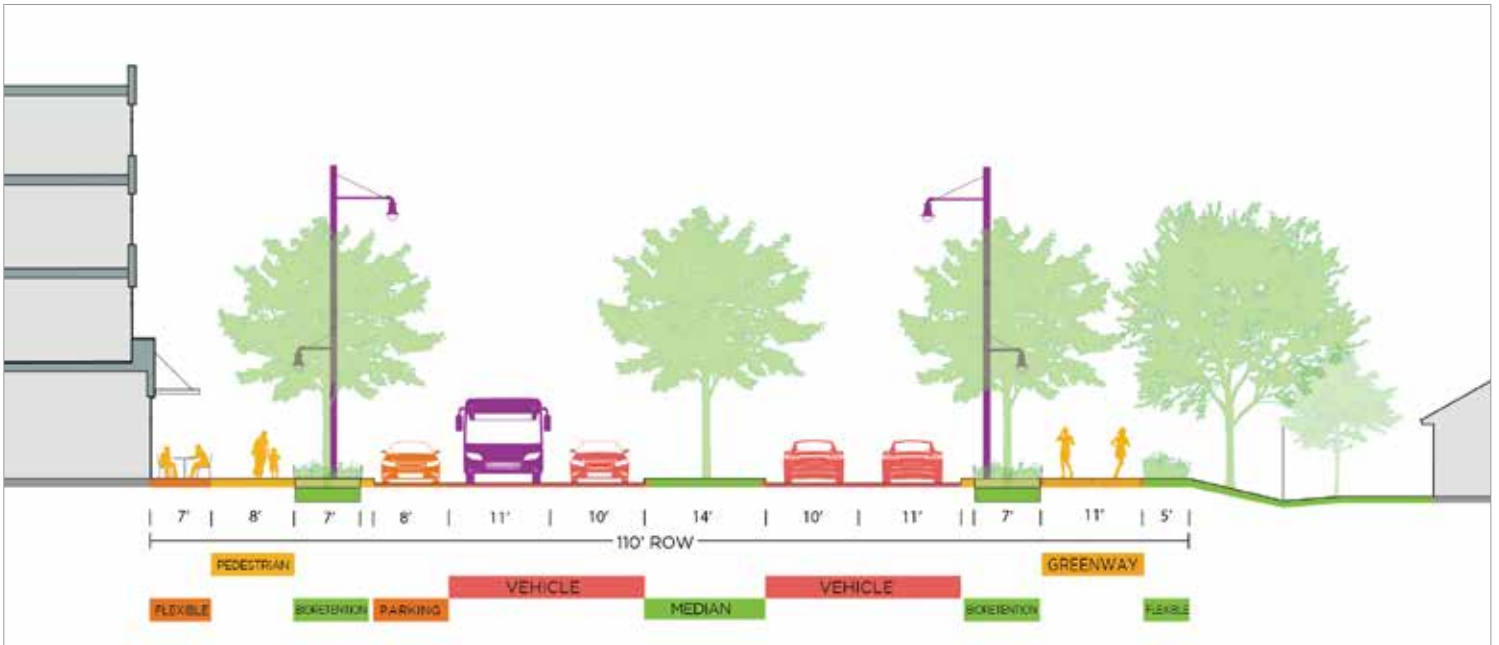 7' 8' 7' 8' 11' 10' 14' 10' 11' 7' 11' 5'
110' ROW
PEDESTRIAN GREENWAY
VEHICLE VEHICLE
FLEXIBLE BIORETENTION PARKING MEDIAN BIORETENTION FLEXIBLE